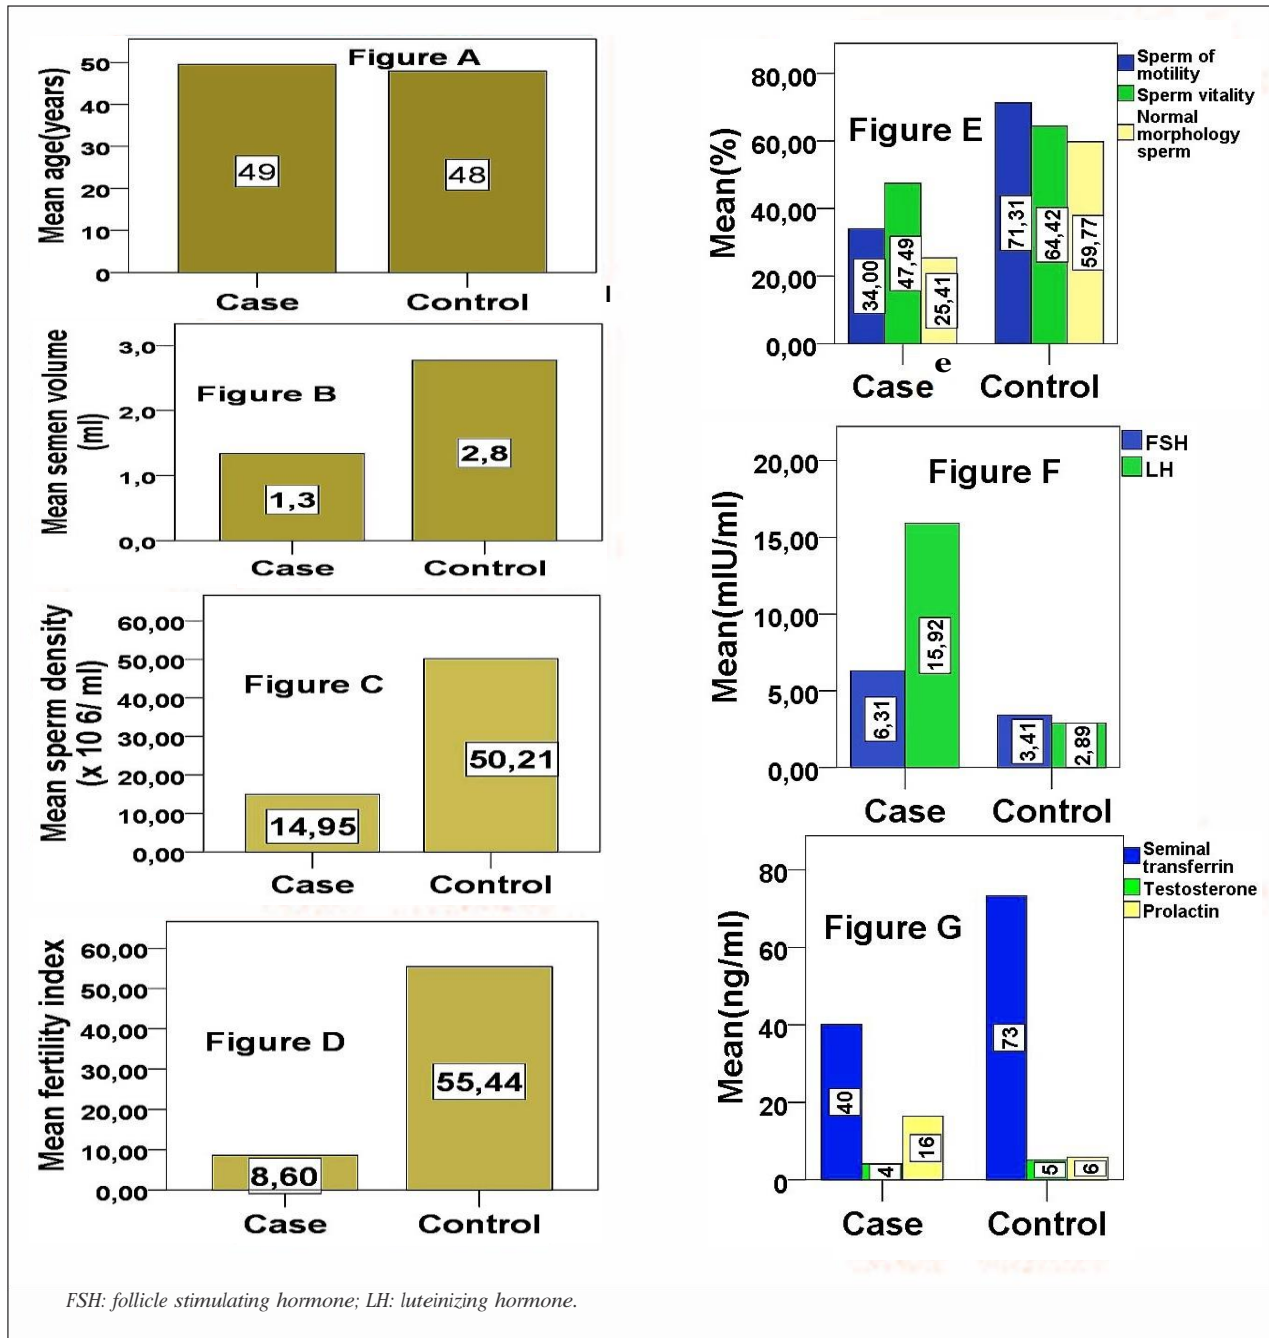 Figure A
Mean age(years)
50
40
30
20
10
0
49
48
Case
Control
Figure B
Mean semen volume
(ml)
3,0
2,0
1,0
0,0
1,3
2,8
Case
Control
Figure C
Mean sperm density
(x 10 6/ ml)
60,00
50,00
40,00
30,00
20,00
10,00
0,00
14,95
50,21
Case
Control
Figure D
Mean fertility index
60,00
50,00
40,00
30,00
20,00
10,00
0,00
8,60
55,44
Case
Control
Figure E
Mean(%)
80,00
60,00
40,00
20,00
0,00
34,00
47,49
25,41
71,31
64,42
59,77
Case
e
Control
Sperm of
motility
Sperm vitality
Normal
morphology
sperm
Figure F
Mean(mIU/ml)
20,00
15,00
10,00
5,00
0,00
6,31
15,92
3,41
2,89
Case
Control
FSH
LH
Figure G
Mean(ng/ml)
80
60
40
20
0
40
4
16
73
5
6
Case
Control
Seminal
transferrin
Testosterone
Prolactin
FSH: follicle stimulating hormone; LH: luteinizing hormone.